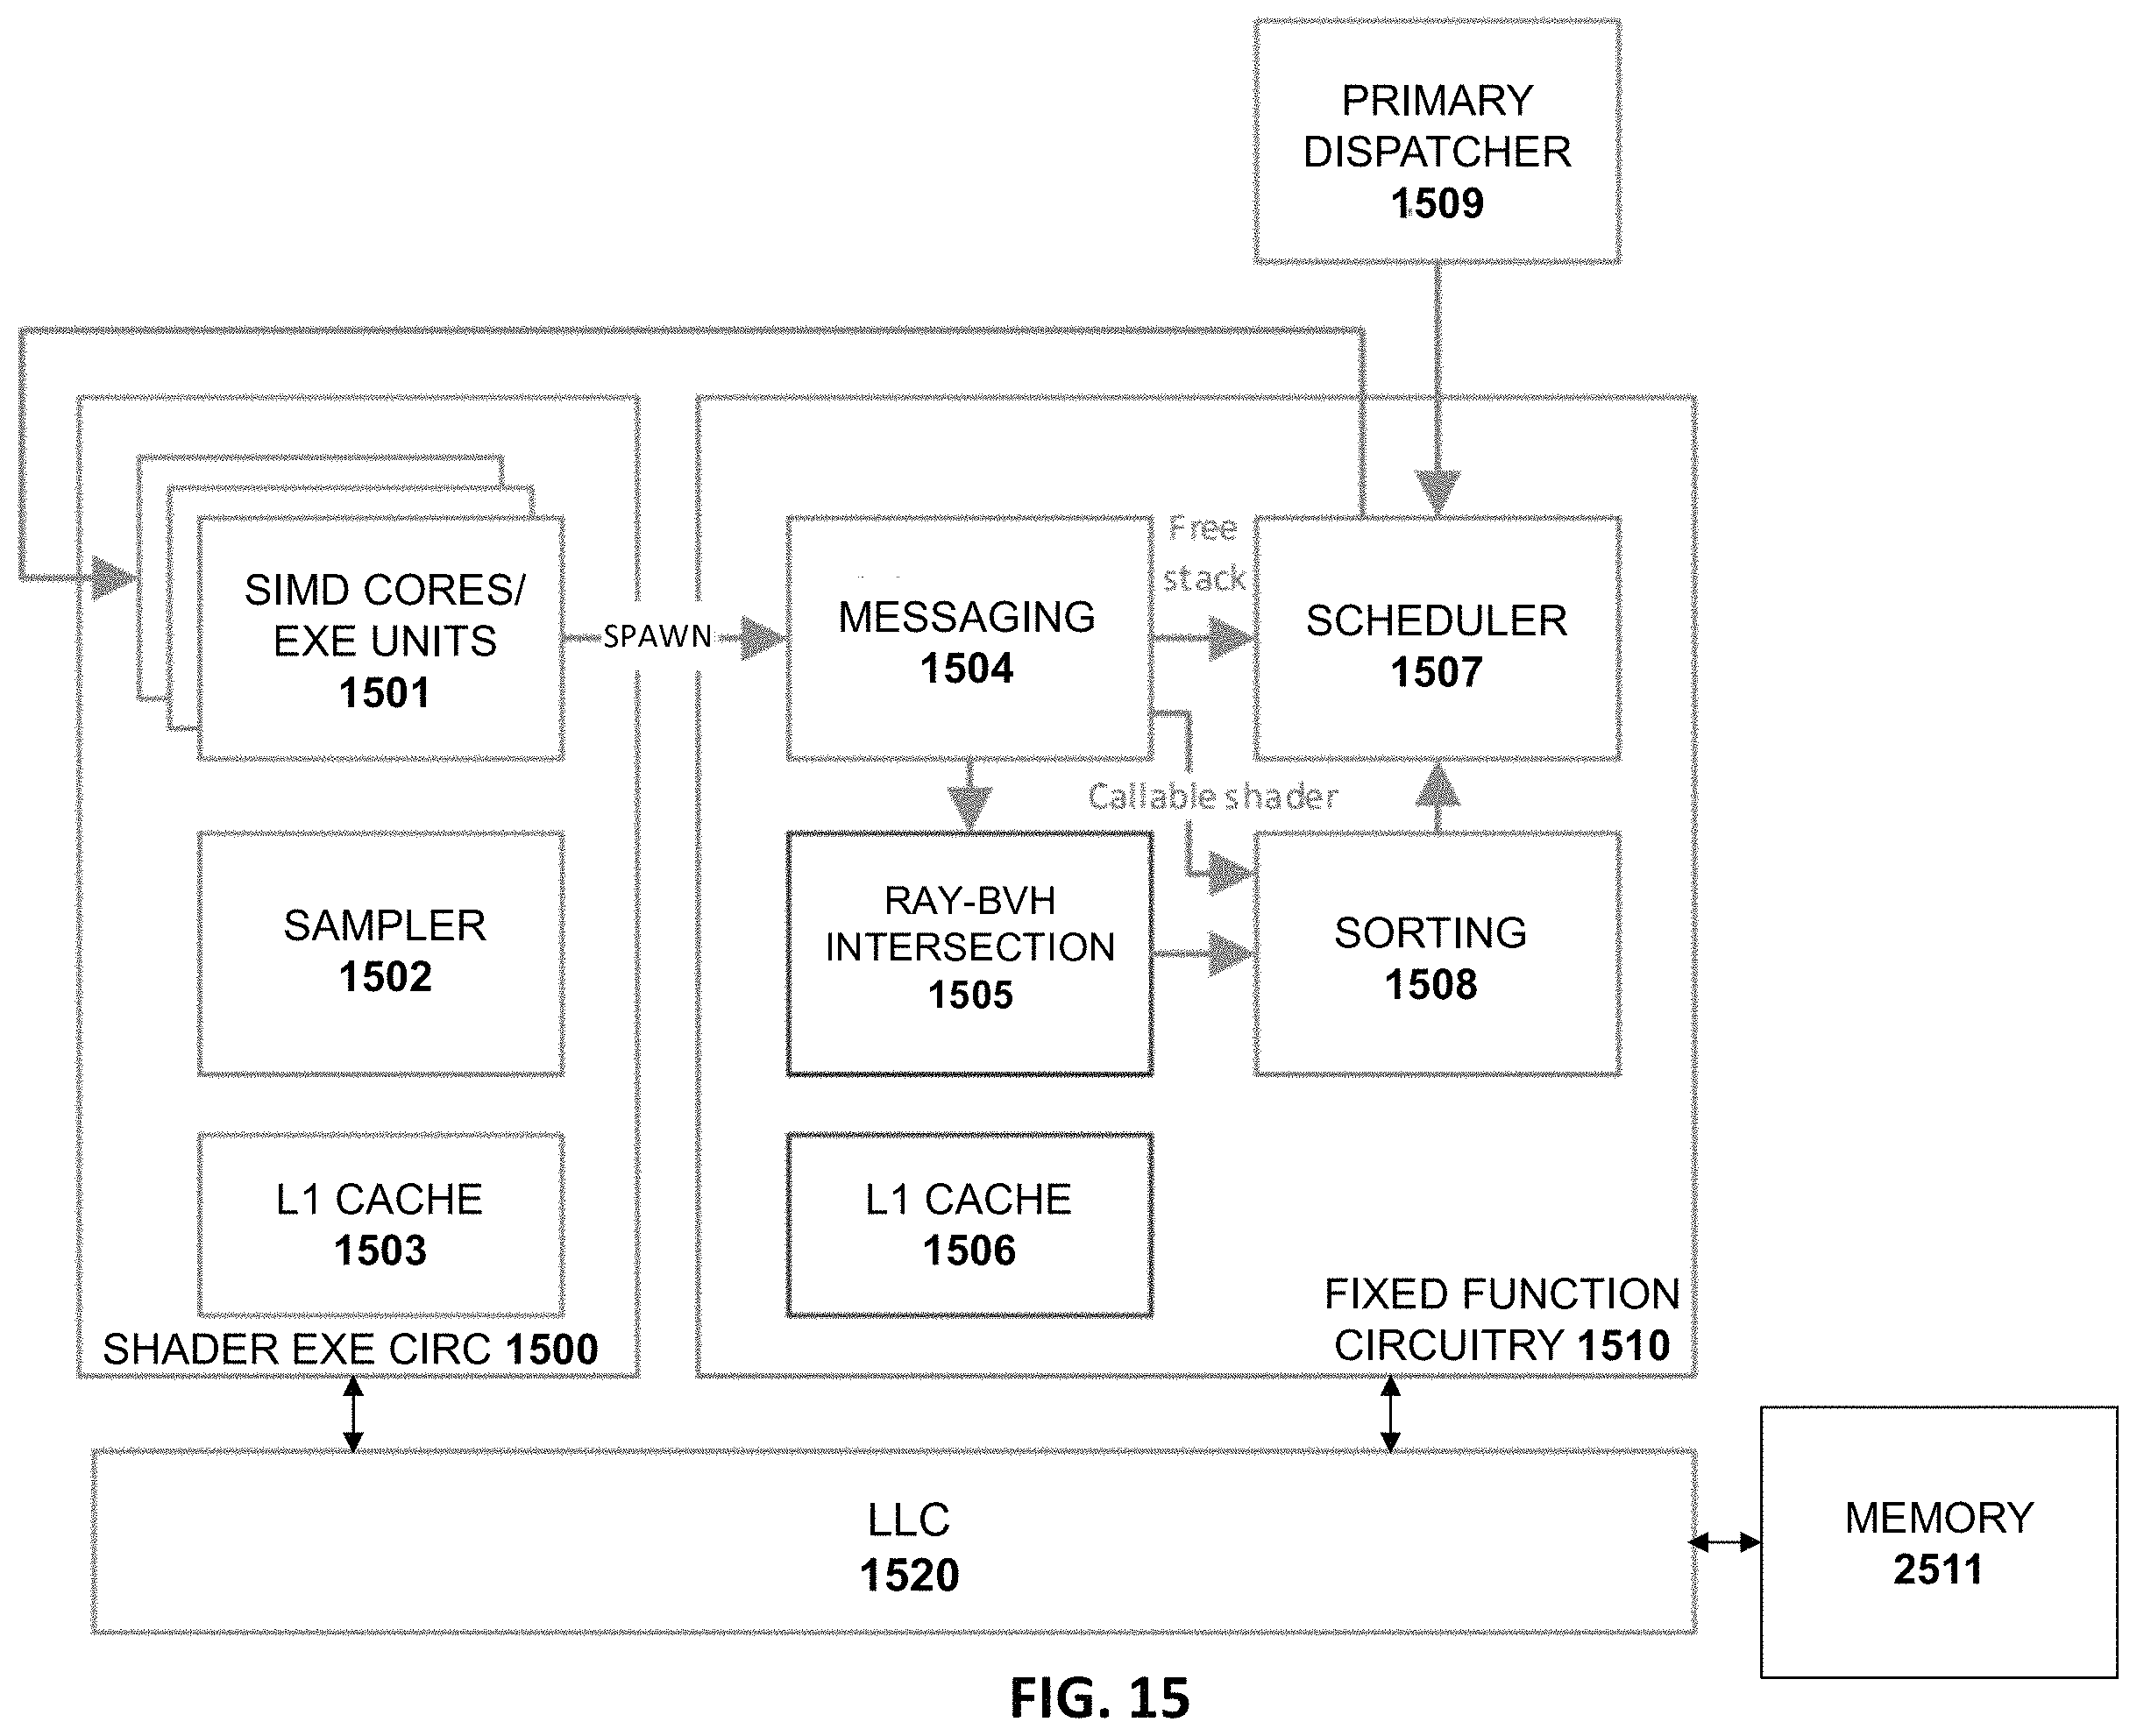 PRIMARY
DISPATCHER
1509
SIMD CORES/
EXE UNITS
1501
SPAWN
MESSAGING
1504
Free
stack
SCHEDULER
1507
Callable shader
SAMPLER
1502
RAY-BVH
INTERSECTION
1505
SORTING
1508
L1 CACHE
1503
L1 CACHE
1506
SHADER EXE CIRC 1500
FIXED FUNCTION
CIRCUITRY 1510
LLC
1520
MEMORY
2511
FIG. 15